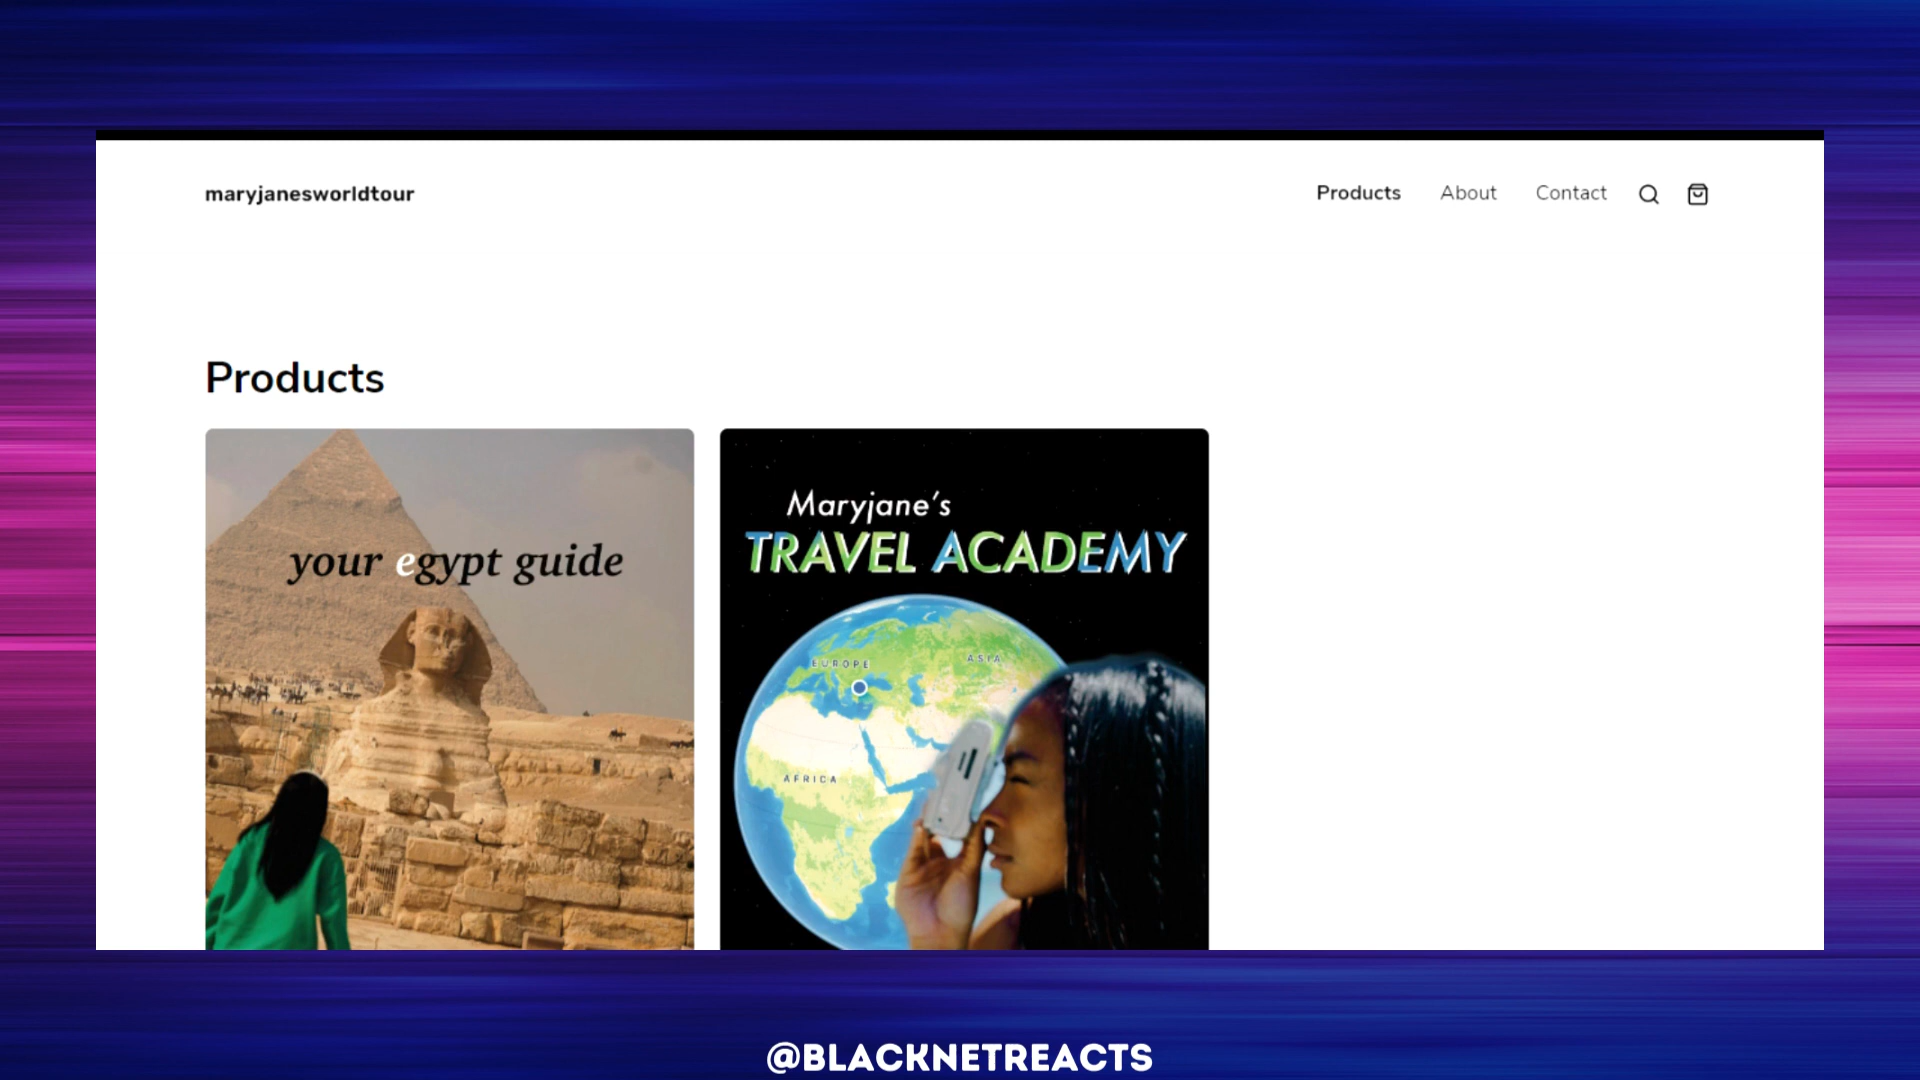 maryjanesworldtour
Products About Contact
Products
your egypt guide
Maryjane's
TRAVEL ACADEMY
EUROPE
ASIA
AFRICA
@BLACKNETREACTS